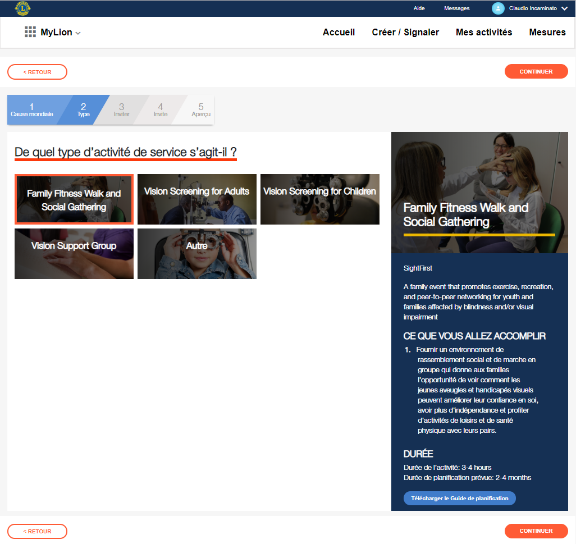 Aide Messages Claudio Incaminato
MyLion Accueil Créer / Signaler Mes activités Mesures
< RETOUR CONTINUER
1 2 3 4 5
Cause mondiale Type Invités Invité Aperçu
De quel type d'activité de service s'agit-il ?
Family Fitness Walk and
Social Gathering
Vision Screening for Adults
Vision Screening for Children
Vision Support Group
Autre
Family Fitness Walk and
Social Gathering
SightFirst
A family event that promotes exercise, recreation,
and peer-to-peer networking for youth and
families affected by blindness and/or visual
impairment
CE QUE VOUS ALLEZ ACCOMPLIR
1. Fournir un environnement de
rassemblement social et de marche en
groupe qui donne aux familles
l'opportunité de voir comment les
jeunes aveugles et handicapés visuels
peuvent améliorer leur confiance en soi,
avoir plus d'indépendance et profiter
d'activités de loisirs et de santé
physique avec leurs pairs.
DURÉE
Durée de l'activité: 3-4 hours
Durée de planification prévue: 2-4 months
Télécharger le Guide de planification
< RETOUR CONTINUER